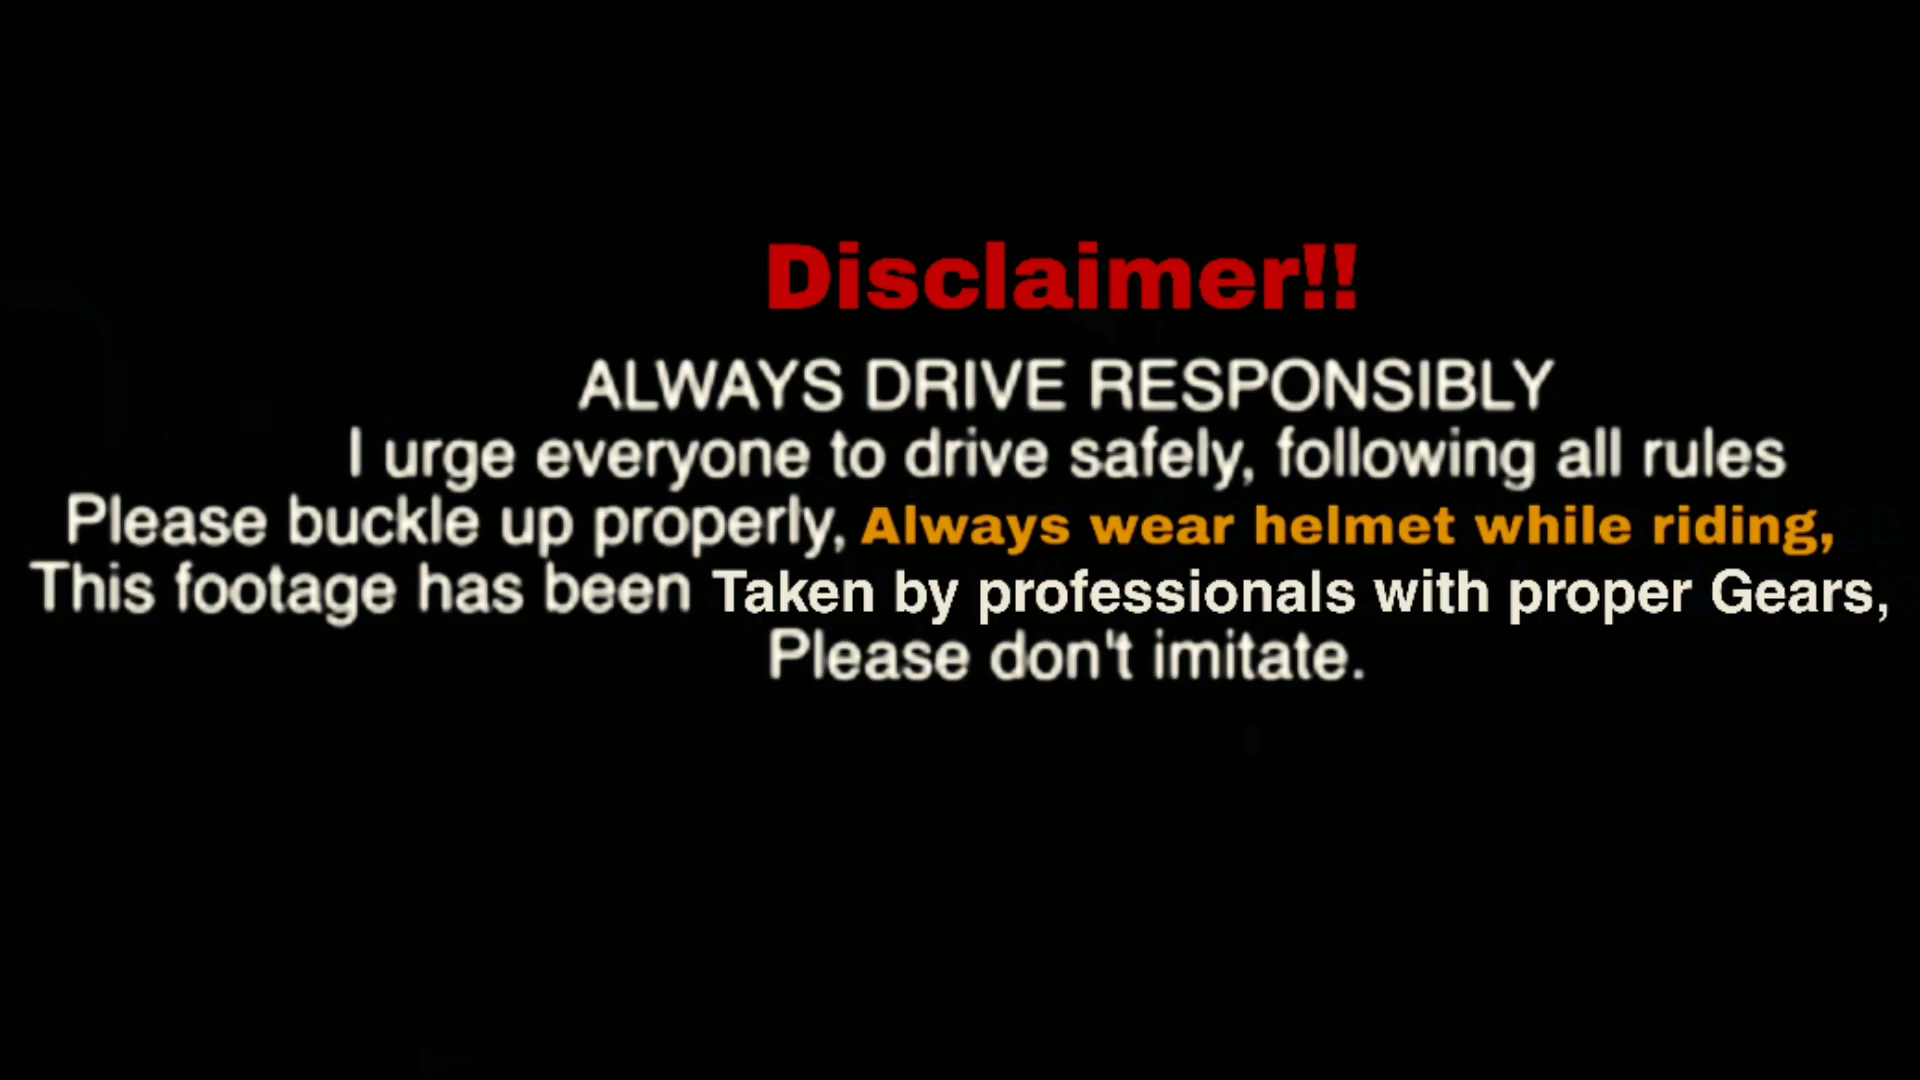 Disclaimer!!
ALWAYS DRIVE RESPONSIBLY
I urge everyone to drive safely, following all rules
Please buckle up properly, Always wear helmet while riding,
This footage has been Taken by professionals with proper Gears,
Please don't imitate.